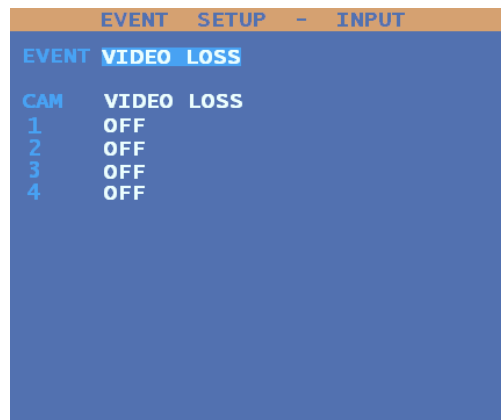 EVENT SETUP - INPUT
EVENT VIDEO LOSS
CAM VIDEO LOSS
1 OFF
2 OFF
3 OFF
4 OFF